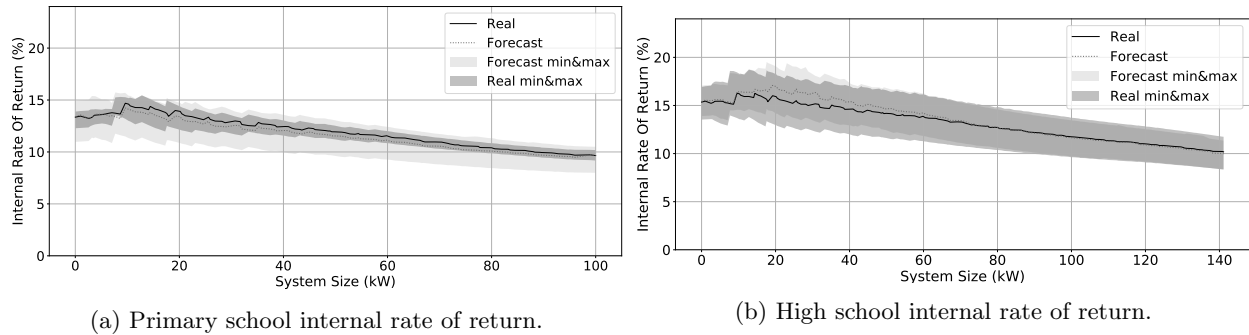 20
15
10
5
0
Internal Rate Of Return (%)
Real
Forecast
Forecast min&max
Real min&max
0 20 40 60 80 100
System Size (kW)
(a) Primary school internal rate of return.
20
15
10
5
0
Internal Rate Of Return (%)
Real
Forecast
Forecast min&max
Real min&max
0 20 40 60 80 100 120 140
System Size (kW)
(b) High school internal rate of return.